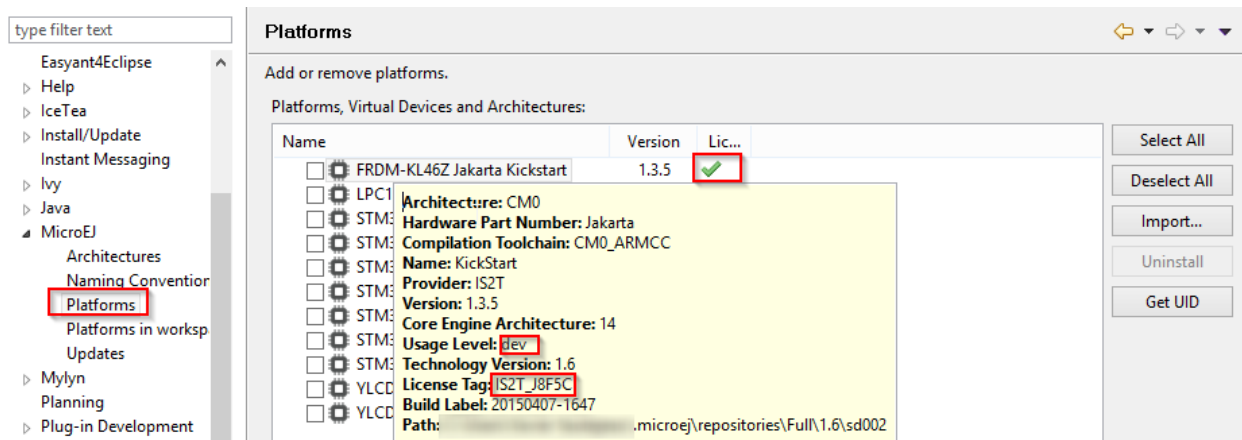 type filter text
Easyant4Eclipse
Help
IceTea
Install/Update
Instant Messaging
Ivy
Java
MicroEJ
Architectures
Naming Convention
Platforms
Platforms in worksp
Updates
Mylyn
Planning
Plug-in Development
Platforms
Add or remove platforms.
Platforms, Virtual Devices and Architectures:
Name Version Lic...
FRDM-KL46Z Jakarta Kickstart 1.3.5
LPC1
STM3
STM3
STM3
STM3
STM3
STM3
STM3
YLCD
YLCD
Architecture: CM0
Hardware Part Number: Jakarta
Compilation Toolchain: CM0_ARMCC
Name: KickStart
Provider: IS2T
Version: 1.3.5
Core Engine Architecture: 14
Usage Level: dev
Technology Version: 1.6
License Tag: IS2T_J8F5C
Build Label: 20150407-1647
Path: .microej\repositories\Full\1.6\sd002
Select All
Deselect All
Import...
Uninstall
Get UID